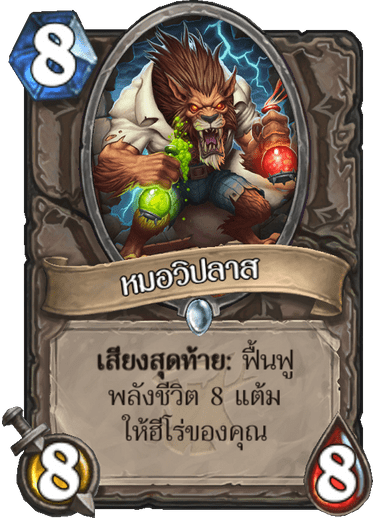 8
หมอวิปลาส
เสียงสุดท้าย: ฟื้นฟู
พลังชีวิต 8 แต้ม
ให้ฮีโร่ของคุณ
8
8